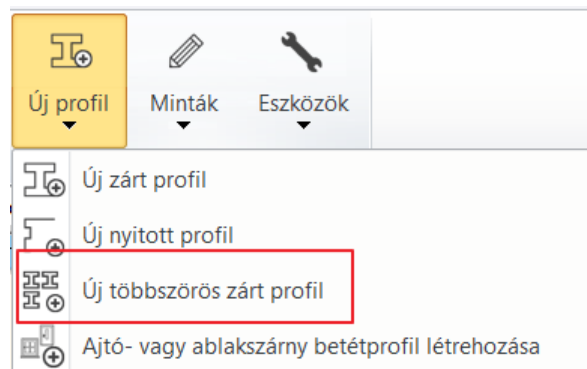 Új profil
Minták
Eszközök
Új zárt profil
Új nyitott profil
Új többszörös zárt profil
Ajtó- vagy ablakszárny betétprofil létrehozása